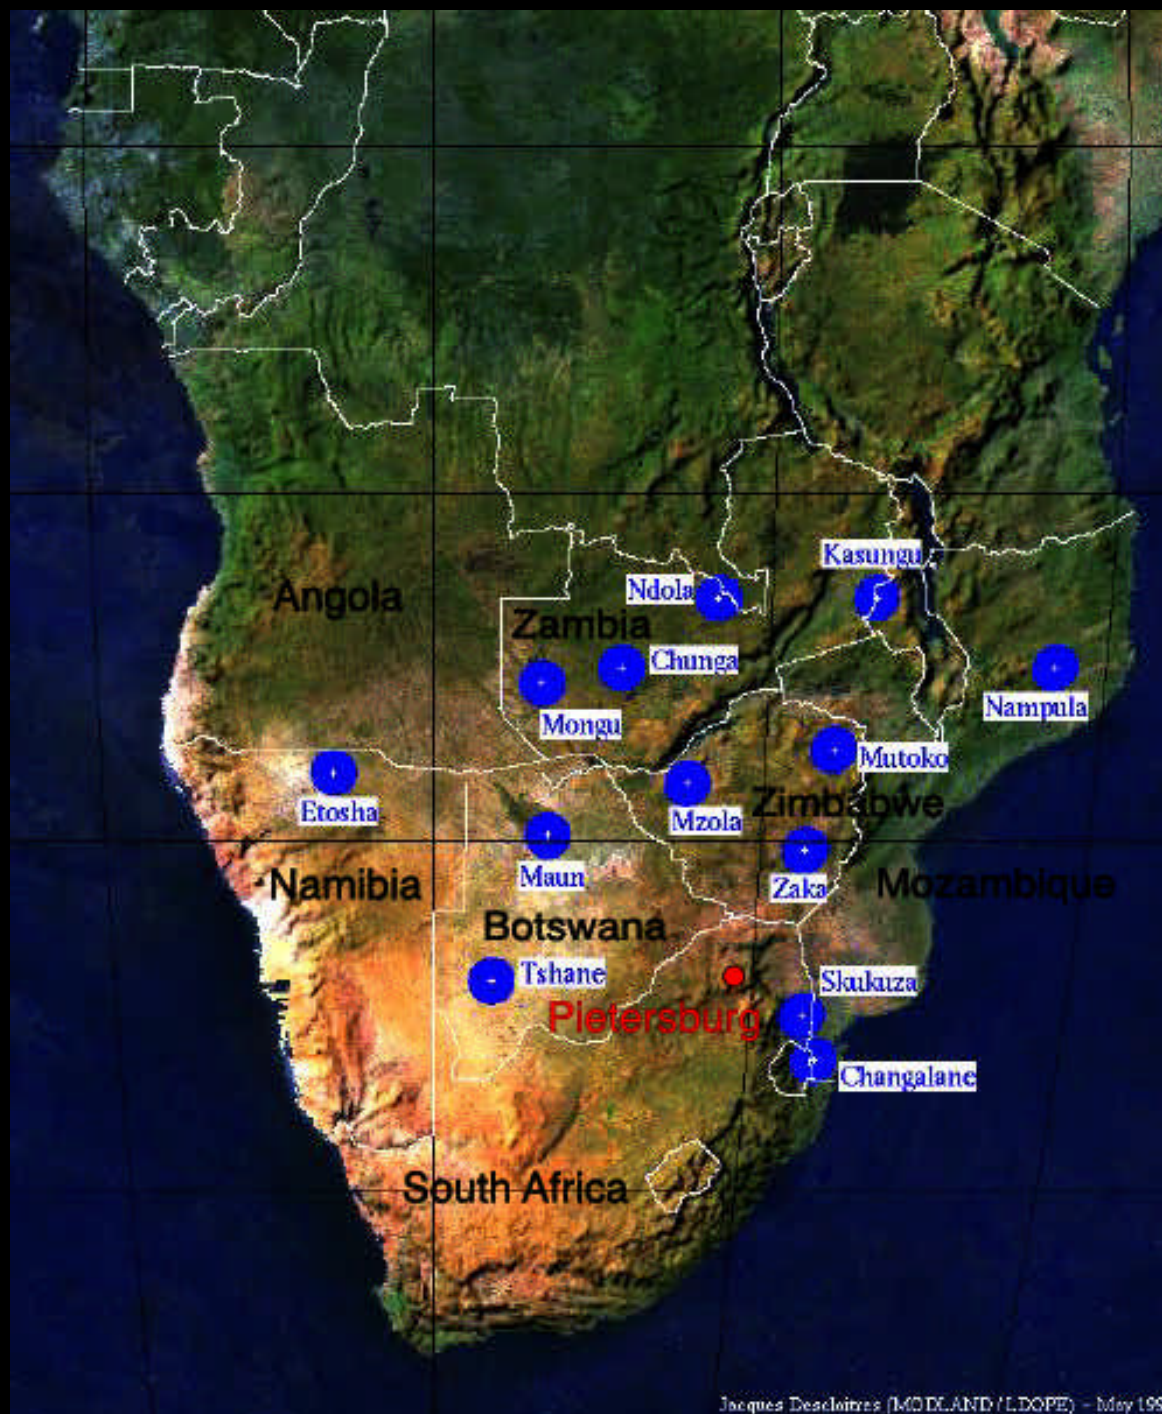 Kasungu
Ndola
Angola
Zambia
Chunga
Nampula
Mongu
Mutoko
Etosha
Zimbabwe
Mzola
Maun
Zaka
Namibia
Mozambique
Botswana
Tshane
Skukuza
Pietersburg
Changalane
South Africa
Jacques Descloitres (MODLAND / LDOPE) - May 199